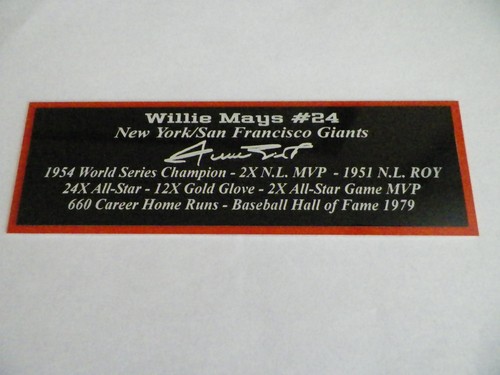 Willie Mays #24
New York/San Francisco Giants
1954 World Series Champion - 2X N.L. MVP - 1951 N.L. ROY
24X All-Star - 12X Gold Glove - 2X All-Star Game MVP
660 Career Home Runs - Baseball Hall of Fame 1979